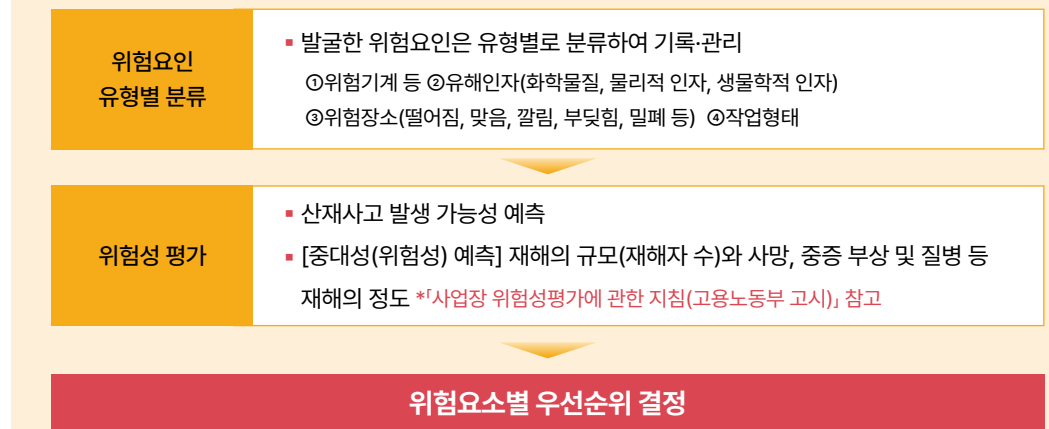 위험요인
유형별 분류
▪ 발굴한 위험요인은 유형별로 분류하여 기록·관리
①위험기계 등 ②유해인자(화학물질, 물리적 인자, 생물학적 인자)
③위험장소(떨어짐, 맞음, 깔림, 부딪힘, 밀폐 등) ④작업형태
위험성 평가
▪ 산재사고 발생 가능성 예측
▪ [중대성(위험성) 예측] 재해의 규모(재해자 수)와 사망, 중증 부상 및 질병 등
재해의 정도 *「사업장 위험성평가에 관한 지침(고용노동부 고시)」 참고
위험요소별 우선순위 결정